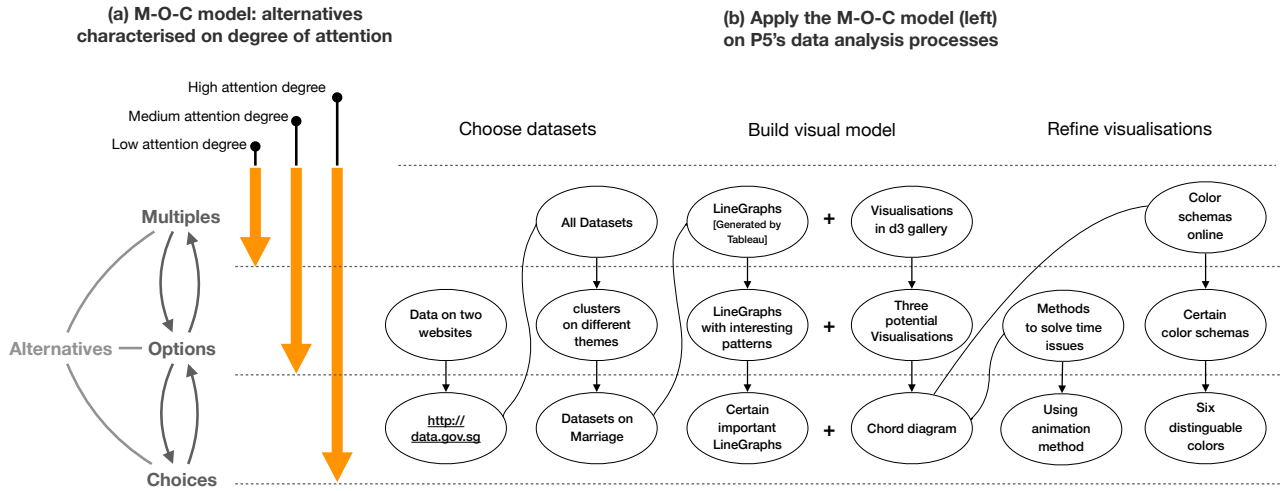 (a) M-O-C model: alternatives
characterised on degree of attention
(b) Apply the M-O-C model (left)
on P5's data analysis processes
High attention degree
Medium attention degree
Low attention degree
Multiples
Alternatives
Options
Choices
Choose datasets
Build visual model
Refine visualisations
All Datasets
LineGraphs
[Generated by
Tableau]
+
Visualisations
in d3 gallery
Color
schemas
online
Data on two
websites
clusters
on different
themes
LineGraphs
with interesting
patterns
+
Three
potential
Visualisations
Methods
to solve time
issues
Certain
color schemas
http://
data.gov.sg
Datasets on
Marriage
Certain
important
LineGraphs
+
Chord diagram
Using
animation
method
Six
distinguable
colors